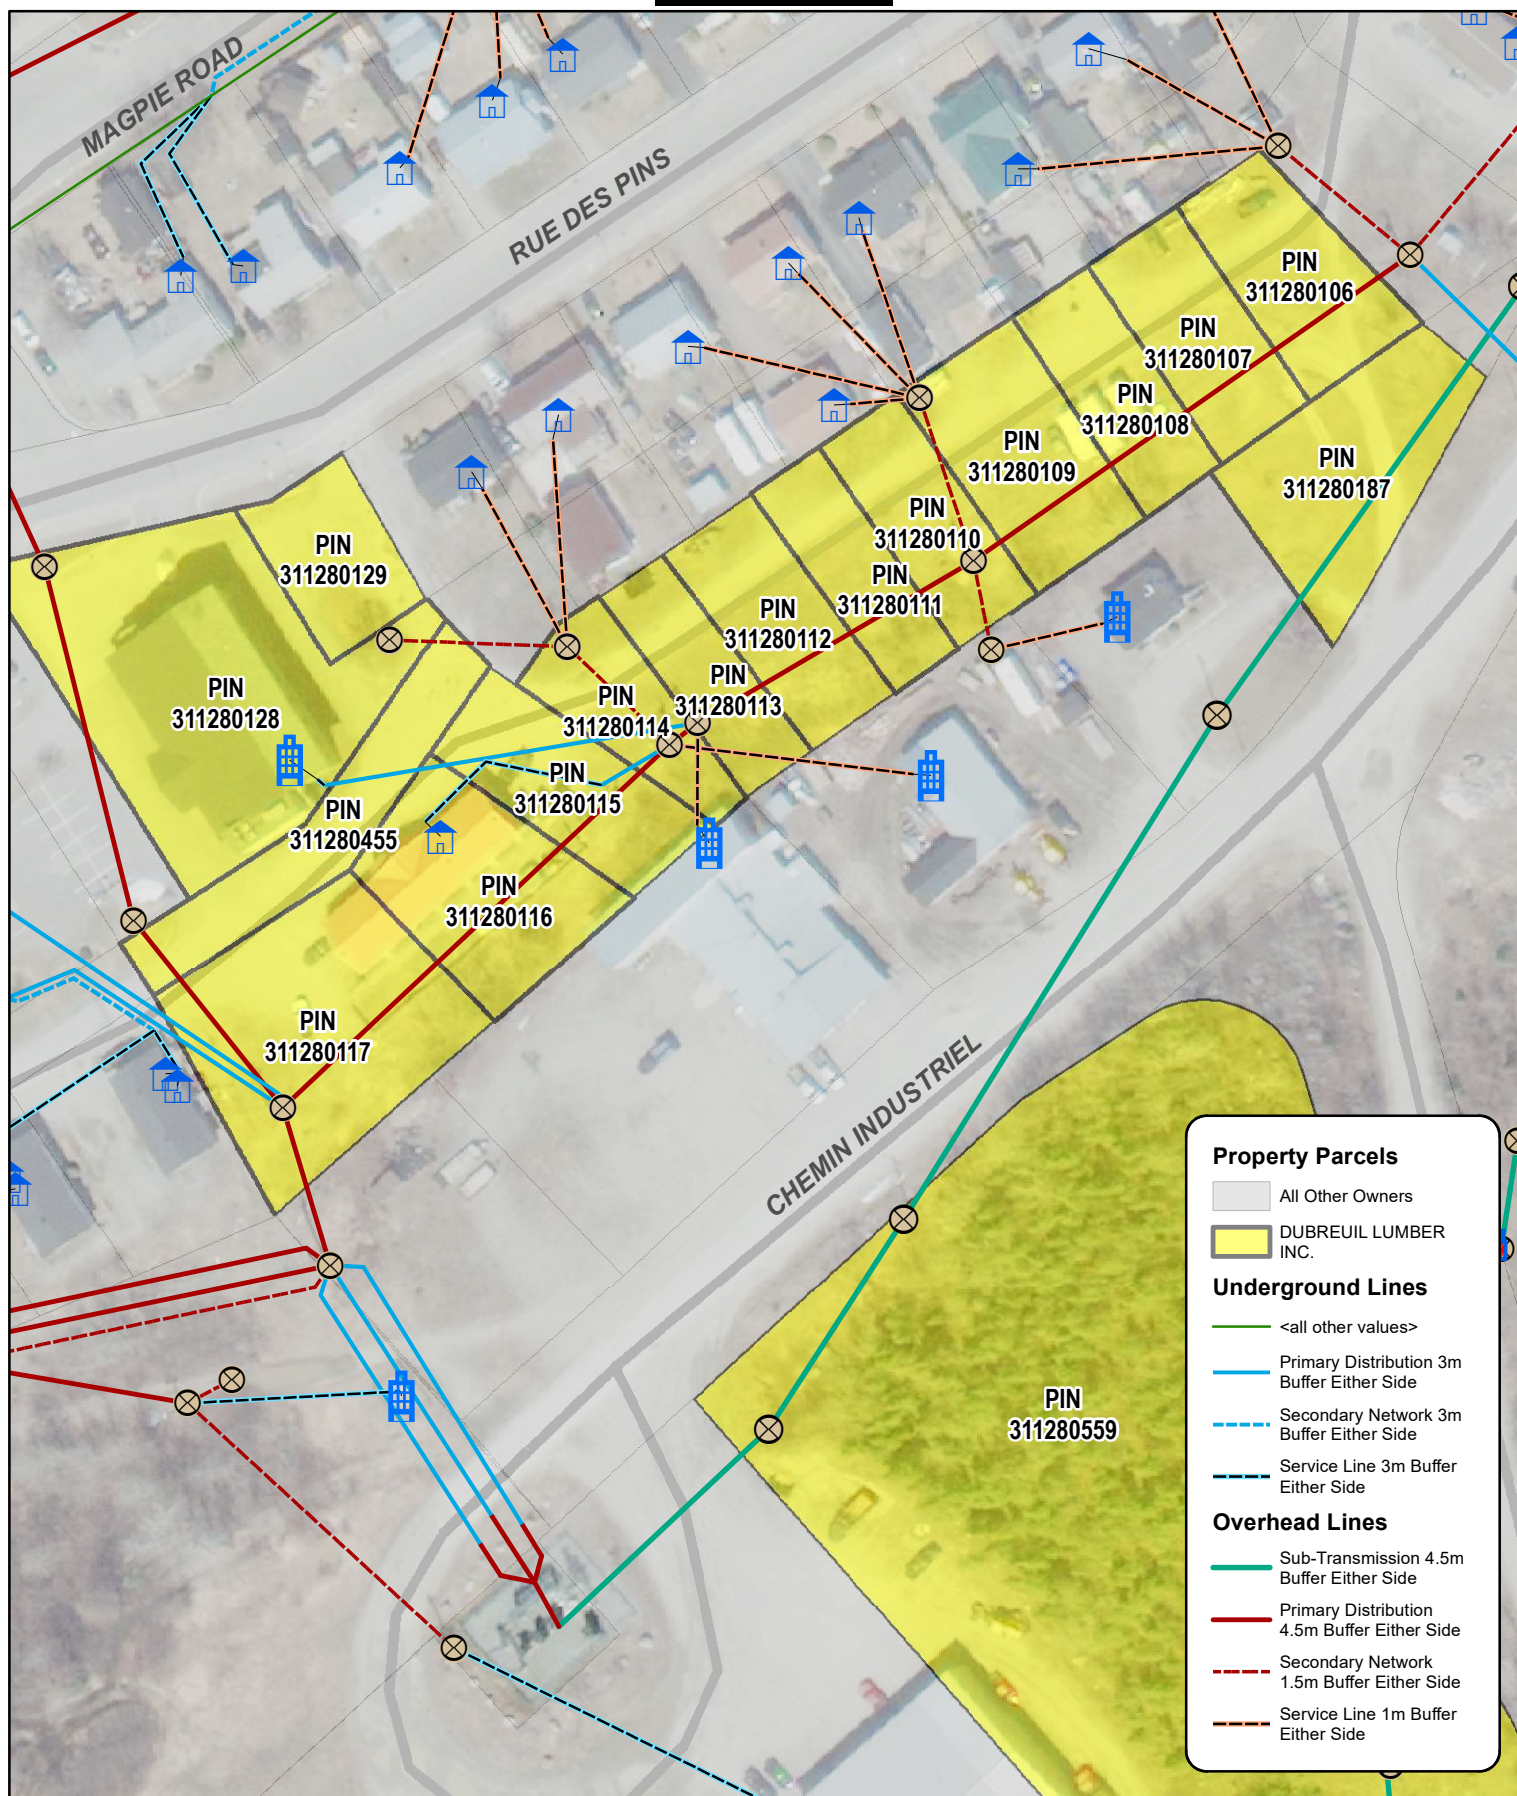 MAGPIE ROAD
RUE DES PINS
PIN
311280106
PIN
311280107
PIN
311280108
PIN
311280109
PIN
311280187
PIN
311280110
PIN
311280129
PIN
311280111
PIN
311280112
PIN
311280113
PIN
311280128
PIN
311280114
PIN
311280115
PIN
311280455
PIN
311280116
PIN
311280117
CHEMIN INDUSTRIEL
PIN
311280559
Property Parcels
All Other Owners
DUBREUIL LUMBER
INC.
Underground Lines
<all other values>
Primary Distribution 3m
Buffer Either Side
Secondary Network 3m
Buffer Either Side
Service Line 3m Buffer
Either Side
Overhead Lines
Sub-Transmission 4.5m
Buffer Either Side
Primary Distribution
4.5m Buffer Either Side
Secondary Network
1.5m Buffer Either Side
Service Line 1m Buffer
Either Side